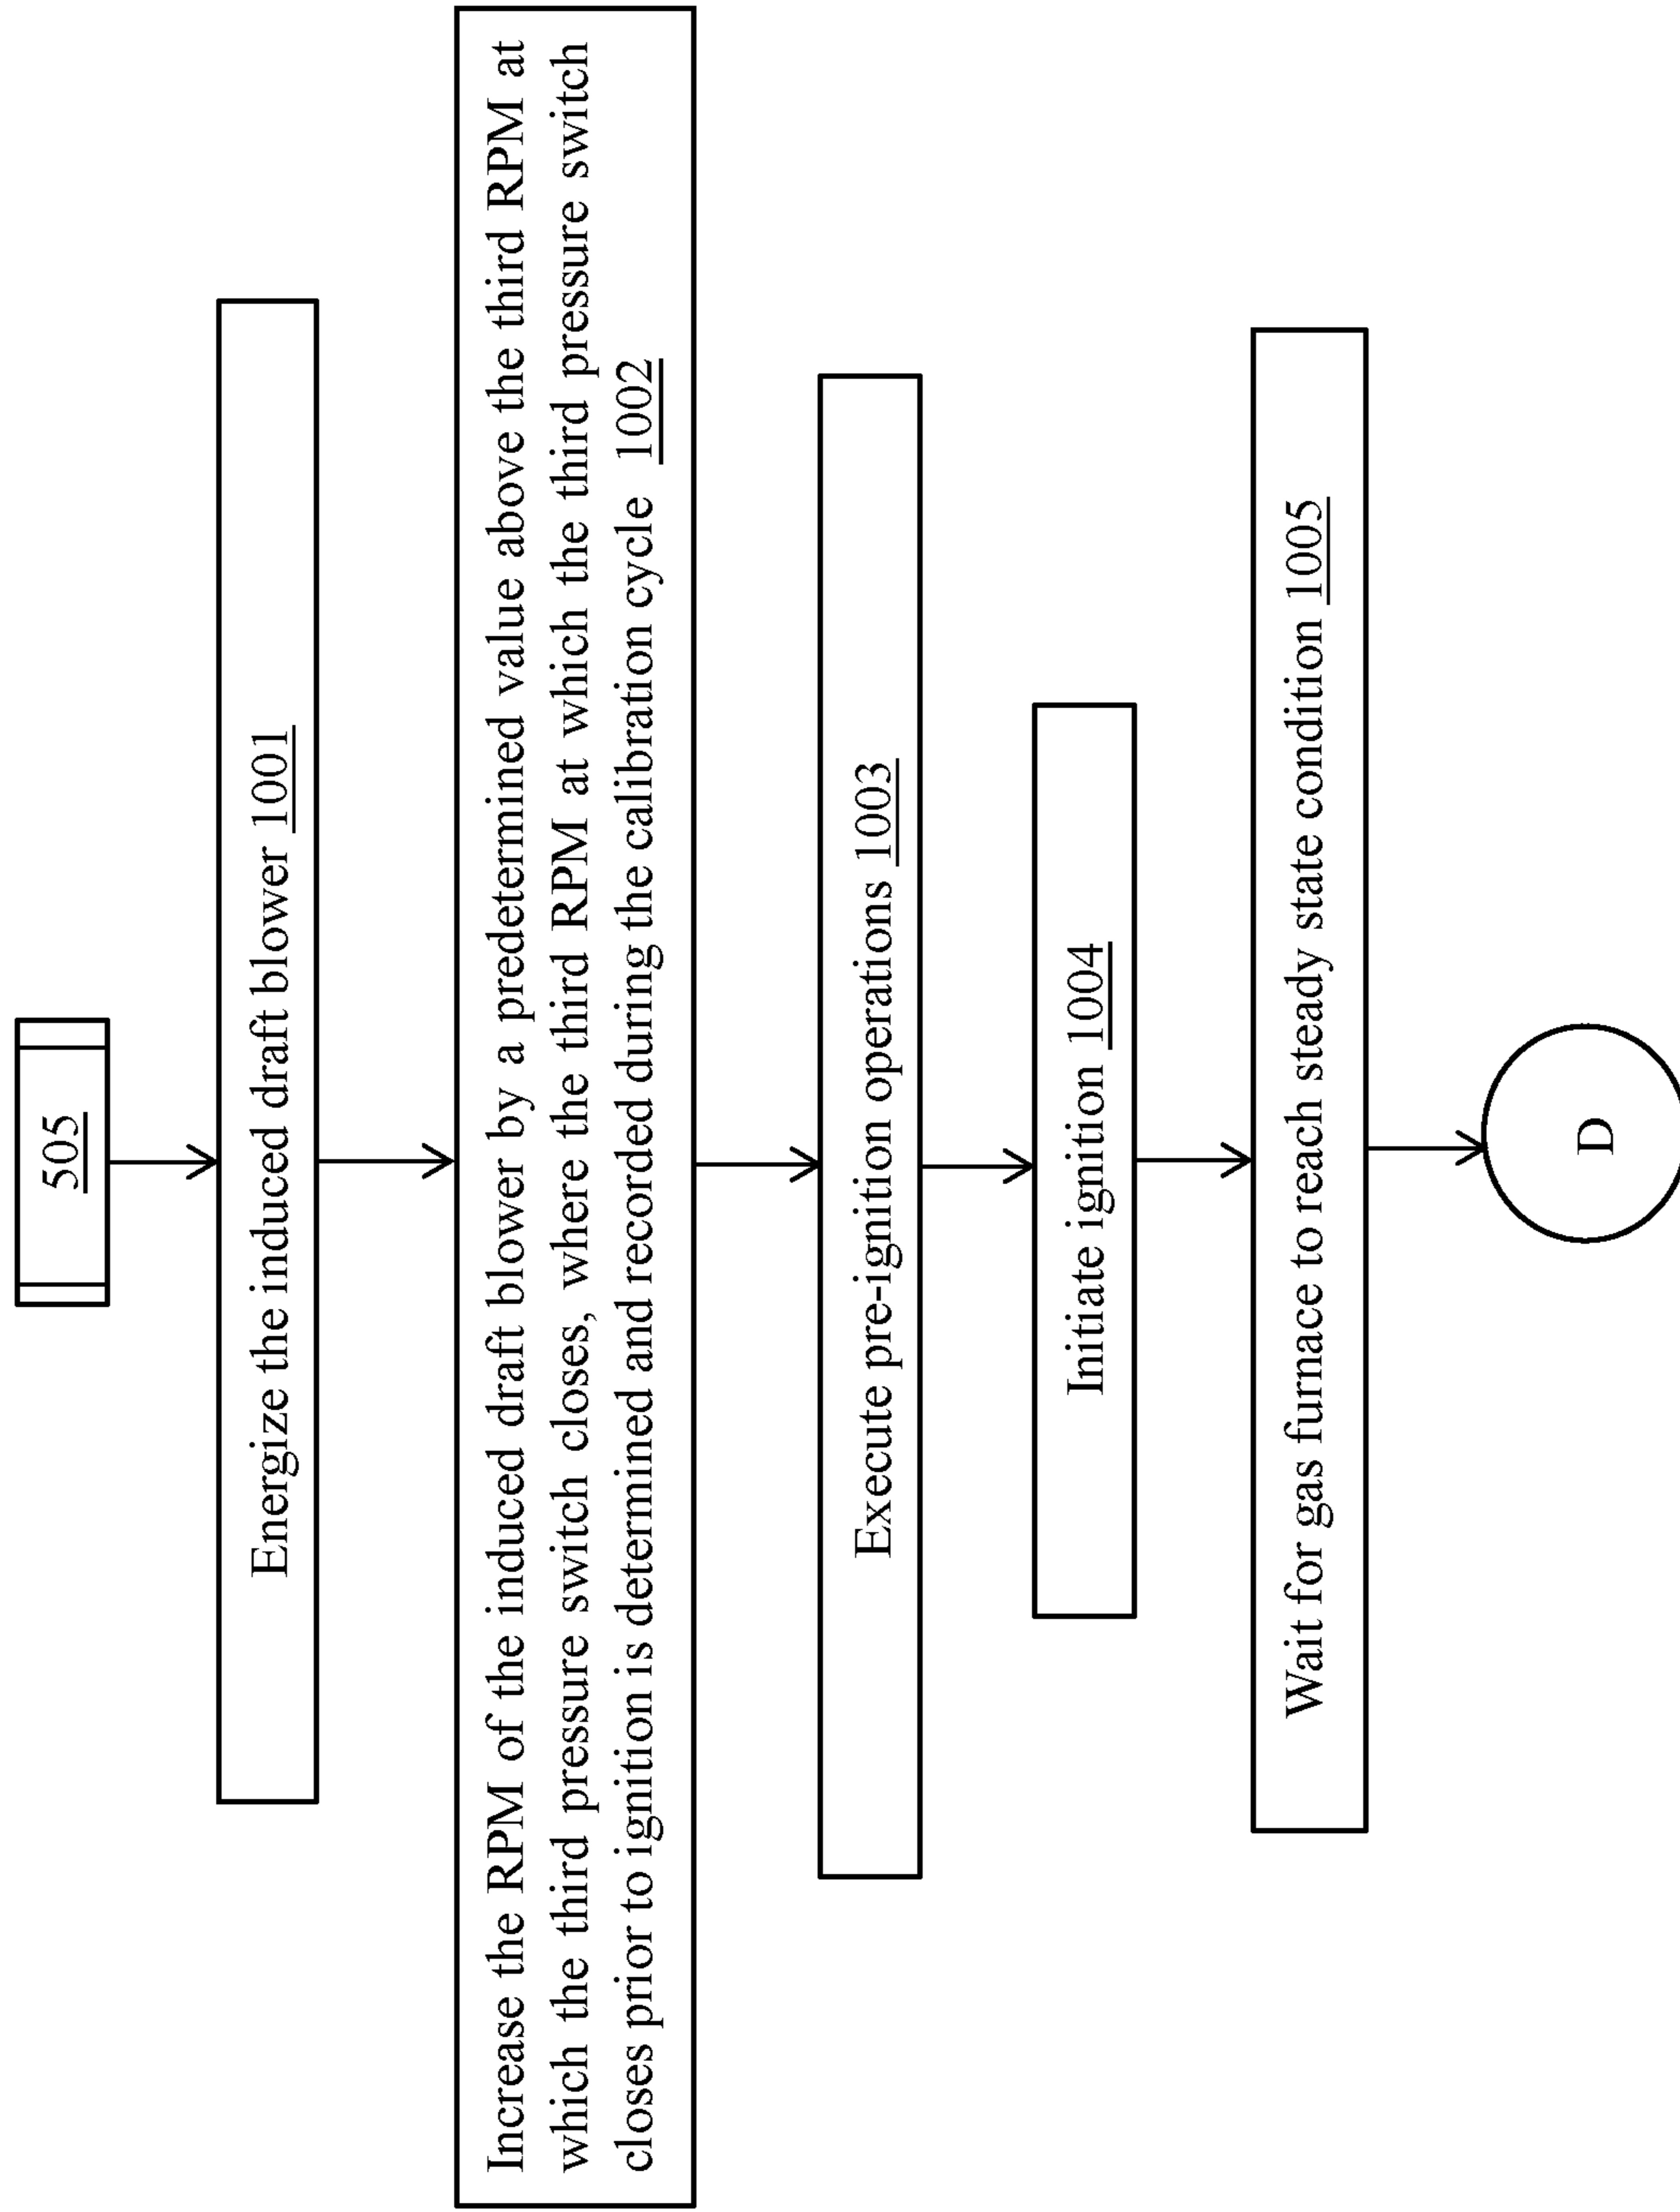 505
Energize the induced draft blower 1001
Increase the RPM of the induced draft blower by a predetermined value above the third RPM at
which the third pressure switch closes, where the third RPM at which the third pressure switch
closes prior to ignition is determined and recorded during the calibration cycle 1002
Execute pre-ignition operations 1003
Initiate ignition 1004
Wait for gas furnace to reach steady state condition 1005
D